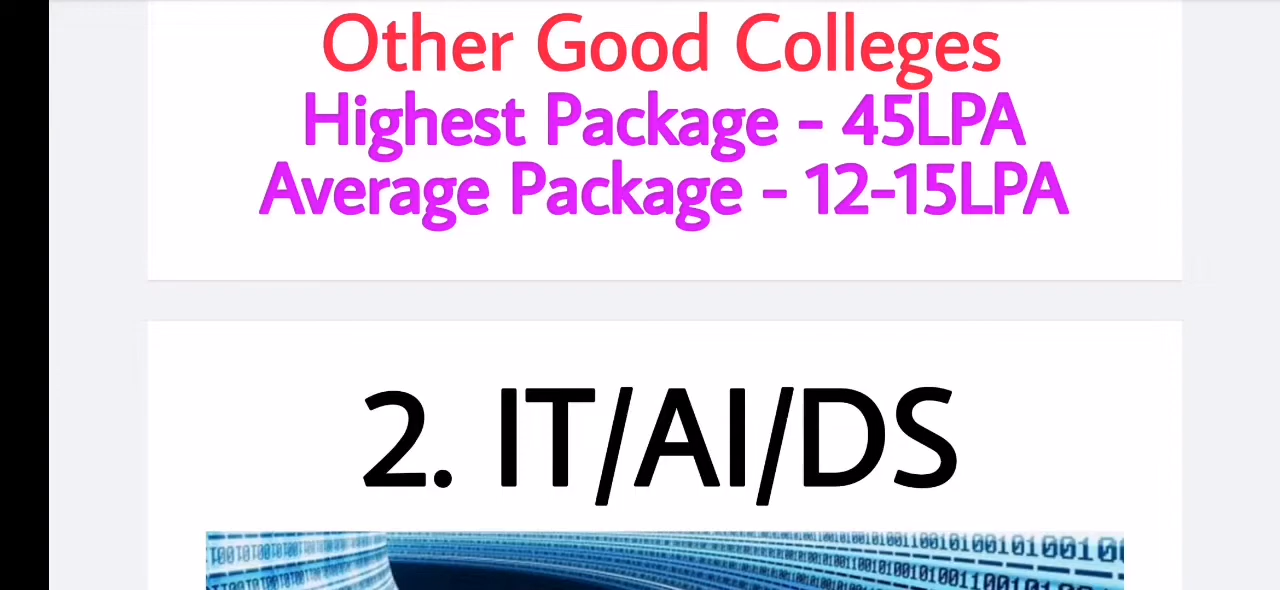 Other Good Colleges
Highest Package - 45LPA
Average Package - 12-15LPA
2. IT/AI/DS